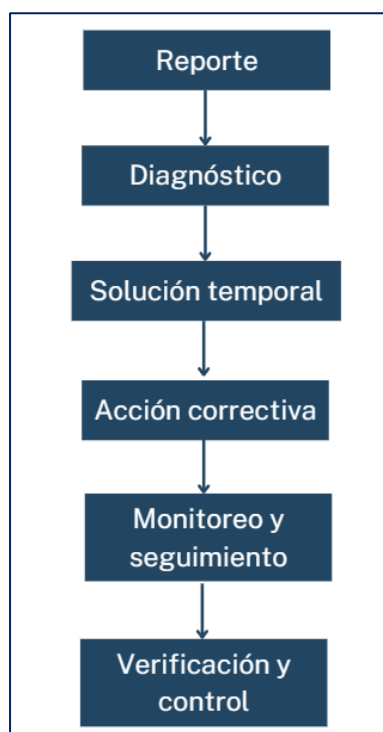 Reporte
Diagnóstico
Solución temporal
Acción correctiva
Monitoreo y
seguimiento
Verificación y
control